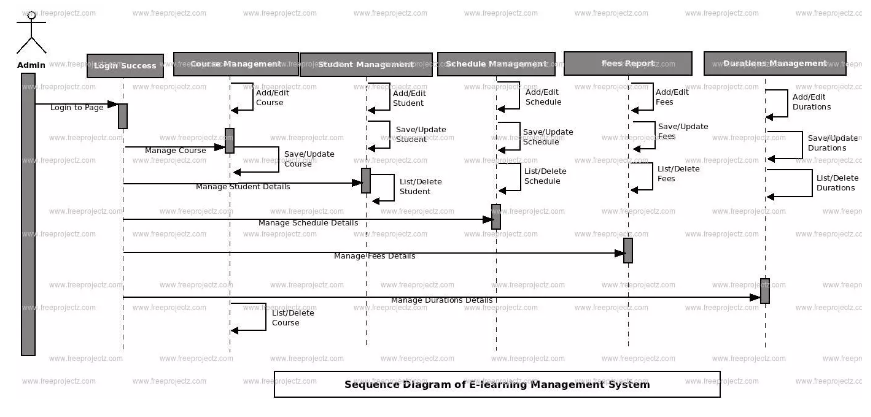 Admin
Login Success
Course Management
Student Management
Schedule Management
Fees Report
Durations Management
Add/Edit
Course
Add/Edit
Student
Add/Edit
Schedule
Add/Edit
Fees
Add/Edit
Durations
Login to Page
Manage Course
Save/Update
Course
Save/Update
Student
Save/Update
Schedule
Save/Update
Fees
Save/Update
Durations
Manage Student Details
List/Delete
Student
List/Delete
Schedule
List/Delete
Fees
List/Delete
Durations
Manage Schedule Details
Manage Fees Details
Manage Durations Details
List/Delete
Course
Sequence Diagram of E-learning Management System
www.freeprojectz.com